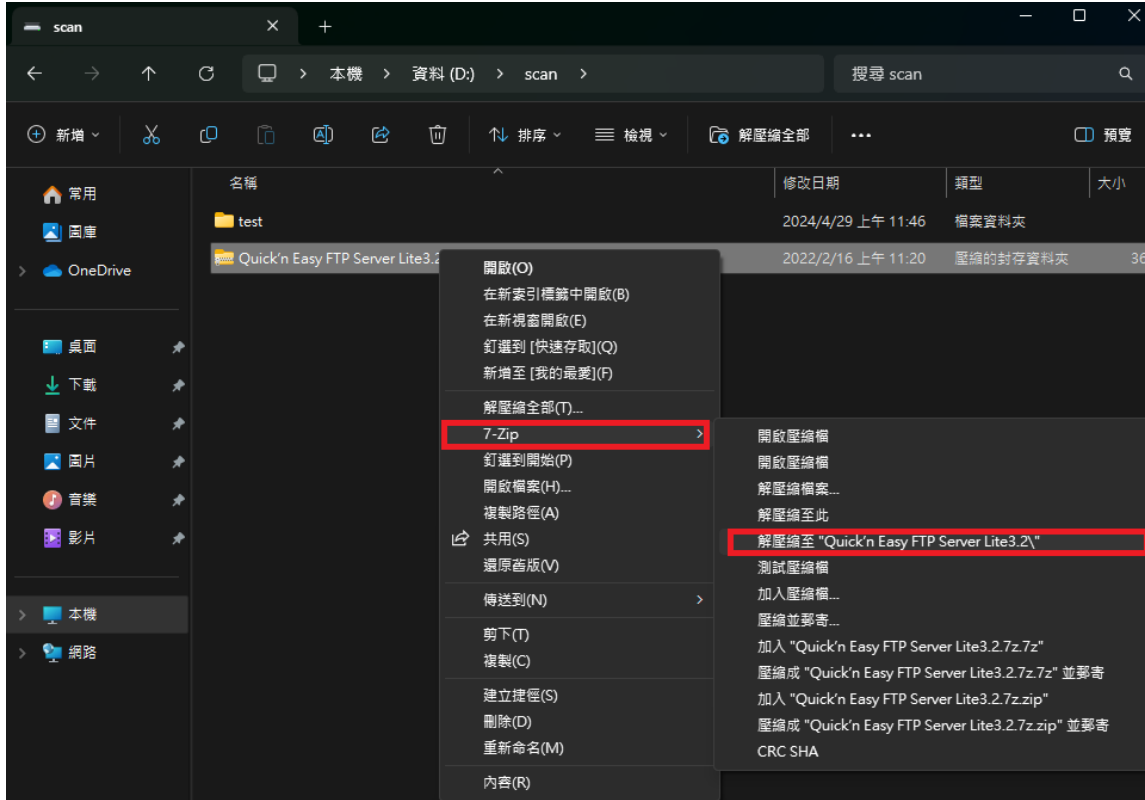 scan
本機 > 資料 (D:) > scan >
搜尋 scan
新增
排序
檢視
解壓縮全部
預覽
名稱
修改日期
類型
大小
常用
圖庫
OneDrive
桌面
下載
文件
圖片
音樂
影片
本機
網路
test
2024/4/29 上午 11:46
檔案資料夾
Quick'n Easy FTP Server Lite3.2
2022/2/16 上午 11:20
壓縮的封存資料夾
36
開啟(O)
在新索引標籤中開啟(B)
在新視窗開啟(E)
釘選到 [快速存取](Q)
新增至 [我的最愛](F)
解壓縮全部(T)...
7-Zip
釘選到開始(P)
開啟檔案(H)...
複製路徑(A)
共用(S)
還原舊版(V)
傳送到(N)
剪下(T)
複製(C)
建立捷徑(S)
刪除(D)
重新命名(M)
內容(R)
開啟壓縮檔
開啟壓縮檔
解壓縮檔案...
解壓縮至此
解壓縮至 "Quick'n Easy FTP Server Lite3.2\"
測試壓縮檔
加入壓縮檔...
壓縮並郵寄...
加入 "Quick'n Easy FTP Server Lite3.2.7z.7z"
壓縮成 "Quick'n Easy FTP Server Lite3.2.7z.7z" 並郵寄
加入 "Quick'n Easy FTP Server Lite3.2.7z.zip"
壓縮成 "Quick'n Easy FTP Server Lite3.2.7z.zip" 並郵寄
CRC SHA